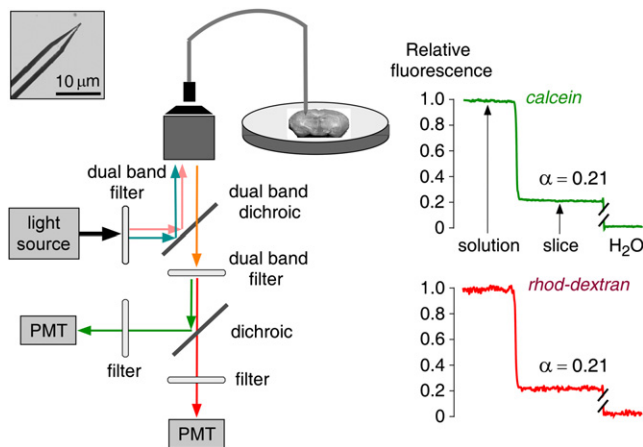 10 μm
dual band
filter
light
source
dual band
dichroic
dual band
filter
PMT
filter
dichroic
filter
PMT
Relative
fluorescence
calcein
1.0
0.8
0.6
0.4
0.2
0
α = 0.21
solution
slice
H2O
rhod-dextran
1.0
0.8
0.6
0.4
0.2
0
α = 0.21